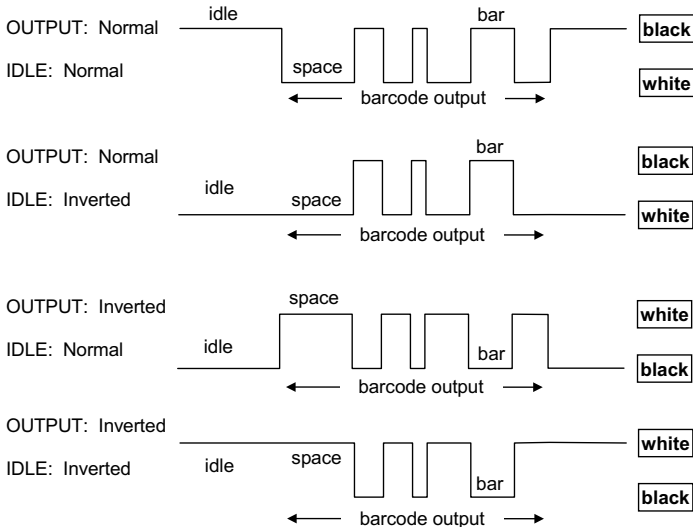 idle bar
OUTPUT: Normal black
IDLE: Normal space white
barcode output
OUTPUT: Normal bar black
IDLE: Inverted idle space white
barcode output
OUTPUT: Inverted space white
IDLE: Normal idle bar black
barcode output
OUTPUT: Inverted white
IDLE: Inverted idle space bar black
barcode output